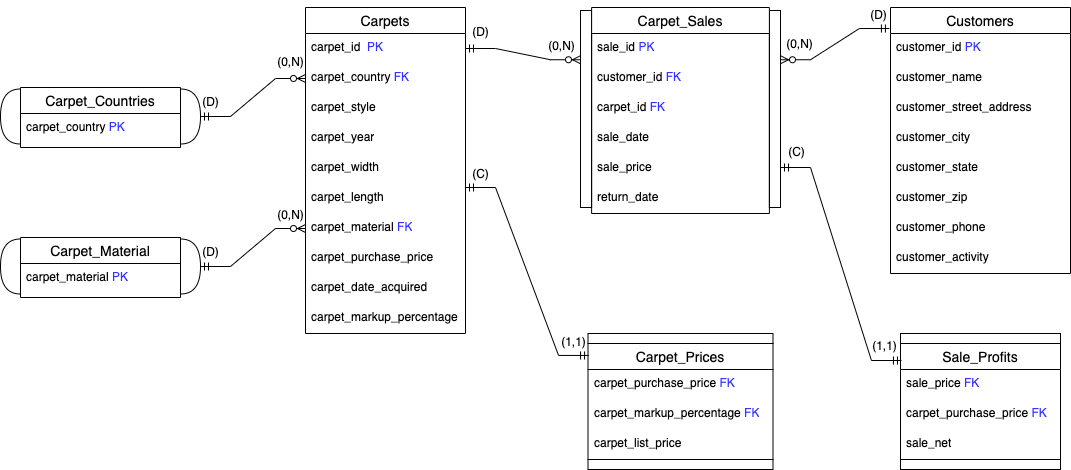 Carpets
carpet_id PK
carpet_country FK
carpet_style
carpet_year
carpet_width
carpet_length
carpet_material FK
carpet_purchase_price
carpet_date_acquired
carpet_markup_percentage
(D)
(0,N)
Carpet_Sales
sale_id PK
customer_id FK
carpet_id FK
sale_date
sale_price
return_date
(0,N)
(D)
Customers
customer_id PK
customer_name
customer_street_address
customer_city
customer_state
customer_zip
customer_phone
customer_activity
Carpet_Countries
carpet_country PK
(D)
(0,N)
Carpet_Material
carpet_material PK
(D)
(0,N)
(C)
(1,1)
Carpet_Prices
carpet_purchase_price FK
carpet_markup_percentage FK
carpet_list_price
(C)
(1,1)
Sale_Profits
sale_price FK
carpet_purchase_price FK
sale_net